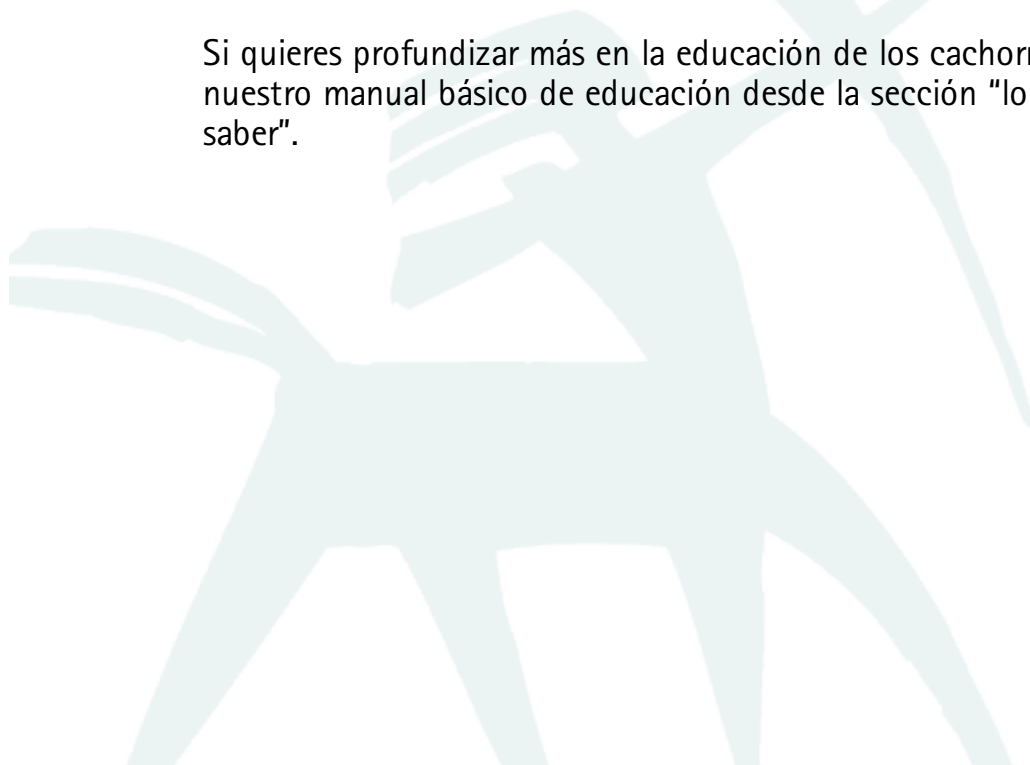 Si quieres profundizar más en la educación de los
nuestro manual básico de educación desde la sección "lo
saber".